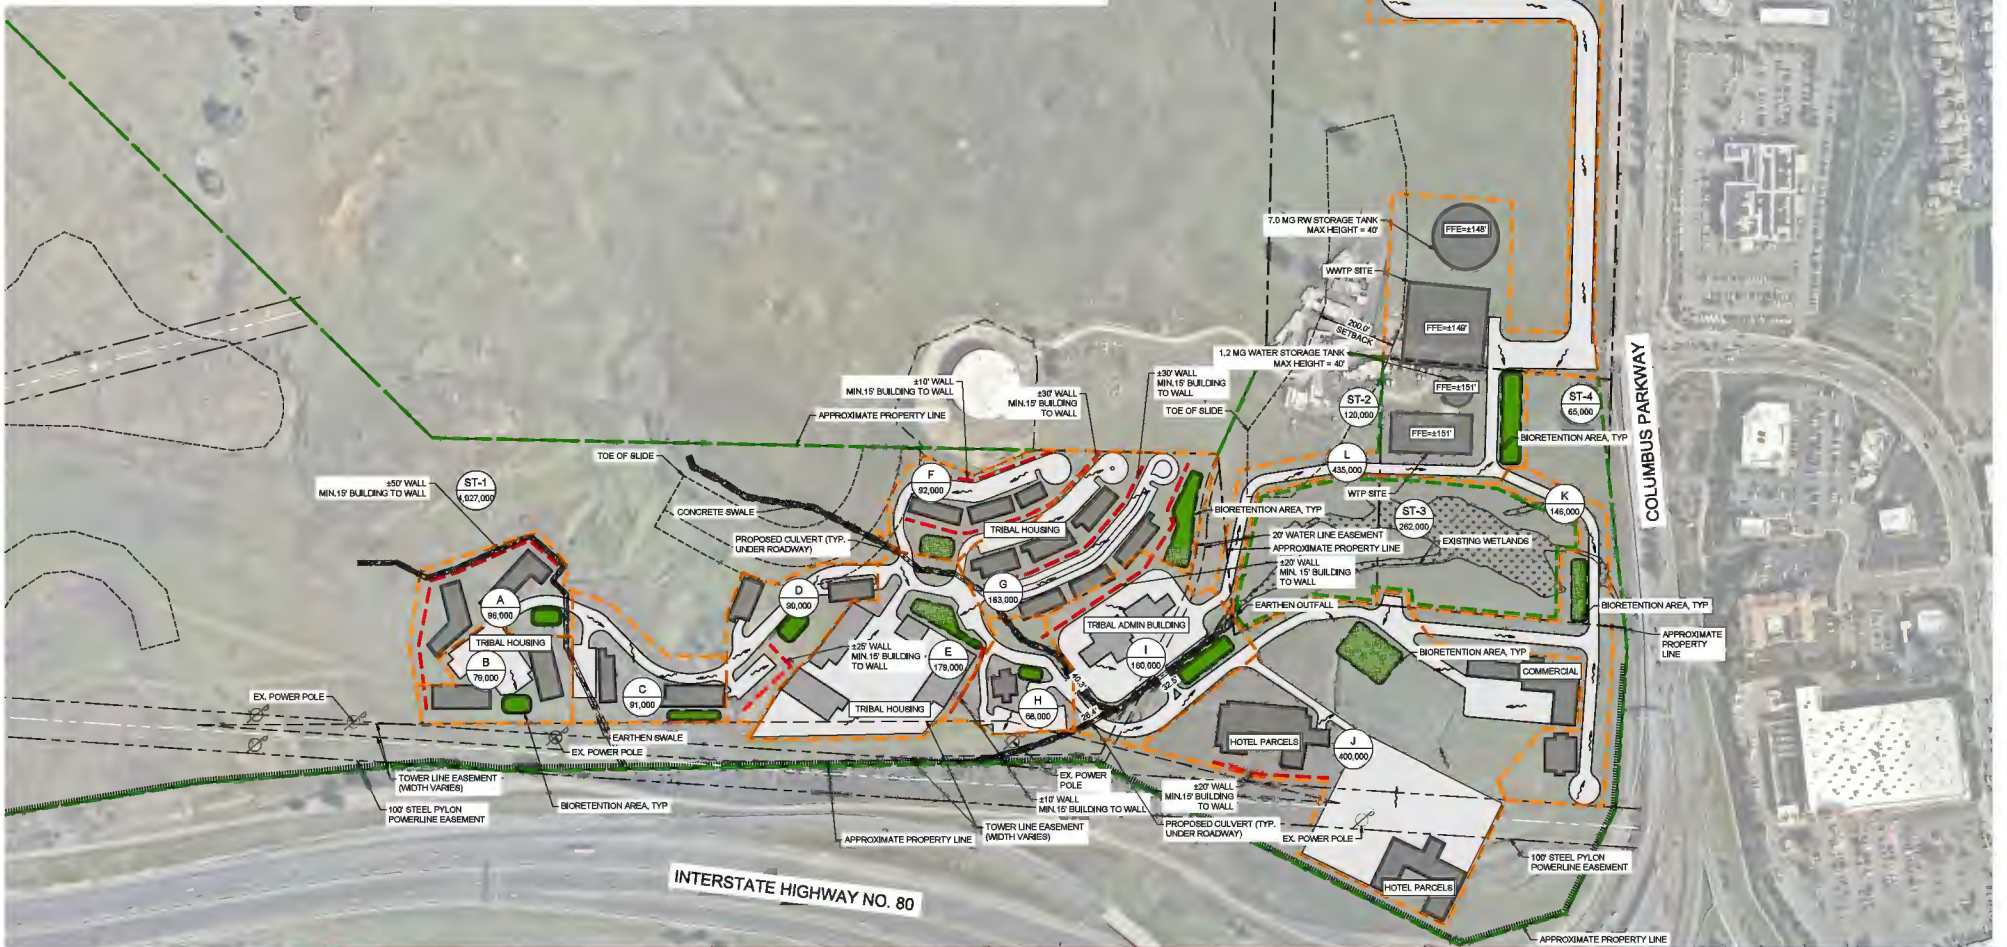 7.0 MG RW STORAGE TANK
MAX HEIGHT = 40'
FFE=±148'
WWTP SITE
200.0'
SETBACK
FFE=±149'
1.2 MG WATER STORAGE TANK
MAX HEIGHT = 40'
FFE=±151'
ST-2
120,000
ST-4
65,000
FFE=±151'
BIORETENTION AREA, TYP
COLUMBUS PARKWAY
±10' WALL
MIN.15' BUILDING TO WALL
±30' WALL
MIN.15' BUILDING
TO WALL
±30' WALL
MIN.15' BUILDING
TO WALL
TOE OF SLIDE
APPROXIMATE PROPERTY LINE
TOE OF SLIDE
L
435,000
WTP SITE
±50' WALL
MIN.15' BUILDING TO WALL
ST-1
4,027,000
F
92,000
K
146,000
ST-3
262,000
CONCRETE SWALE
TRIBAL HOUSING
BIORETENTION AREA, TYP
PROPOSED CULVERT (TYP.
UNDER ROADWAY)
20' WATER LINE EASEMENT
APPROXIMATE PROPERTY LINE
EXISTING WETLANDS
±20' WALL
MIN. 15' BUILDING
TO WALL
A
86,000
D
90,000
G
163,000
EARTHEN OUTFALL
BIORETENTION AREA, TYP
TRIBAL HOUSING
TRIBAL ADMIN BUILDING
APPROXIMATE
PROPERTY
LINE
B
79,000
±25' WALL
MIN.15' BUILDING
TO WALL
E
179,000
I
160,000
BIORETENTION AREA, TYP
COMMERCIAL
C
91,000
40.3'
32.5'
26.4'
EX. POWER POLE
TRIBAL HOUSING
H
68,000
EARTHEN SWALE
EX. POWER POLE
HOTEL PARCELS
J
400,000
TOWER LINE EASEMENT
(WIDTH VARIES)
EX. POWER
POLE
±20' WALL
MIN.15' BUILDING
TO WALL
BIORETENTION AREA, TYP
±10' WALL
MIN.15' BUILDING TO WALL
100' STEEL PYLON
POWERLINE EASEMENT
TOWER LINE EASEMENT
(WIDTH VARIES)
PROPOSED CULVERT (TYP.
UNDER ROADWAY)
APPROXIMATE PROPERTY LINE
EX. POWER POLE
100' STEEL PYLON
POWERLINE EASEMENT
INTERSTATE HIGHWAY NO. 80
HOTEL PARCELS
APPROXIMATE PROPERTY LINE